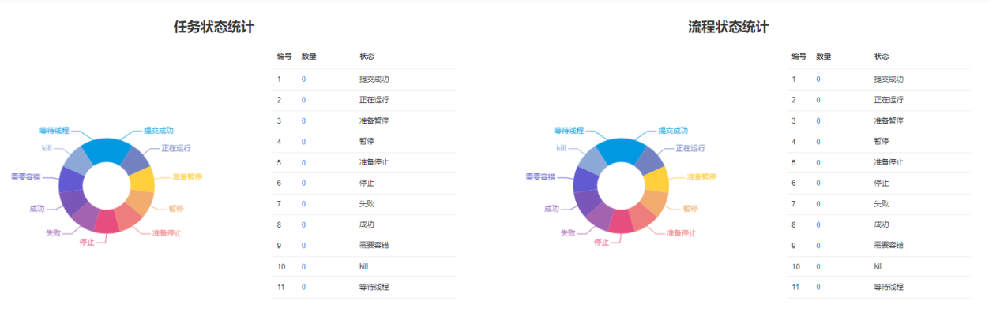 任务状态统计
等待线程 提交成功
kill 正在运行
需要容错 准备暂停
成功 暂停
失败 准备停止
停止
编号 数量 状态
1 0 提交成功
2 0 正在运行
3 0 准备暂停
4 0 暂停
5 0 准备停止
6 0 停止
7 0 失败
8 0 成功
9 0 需要容错
10 0 kill
11 0 等待线程
流程状态统计
等待线程 提交成功
kill 正在运行
需要容错 准备暂停
成功 暂停
失败 准备停止
停止
编号 数量 状态
1 0 提交成功
2 0 正在运行
3 0 准备暂停
4 0 暂停
5 0 准备停止
6 0 停止
7 0 失败
8 0 成功
9 0 需要容错
10 0 kill
11 0 等待线程